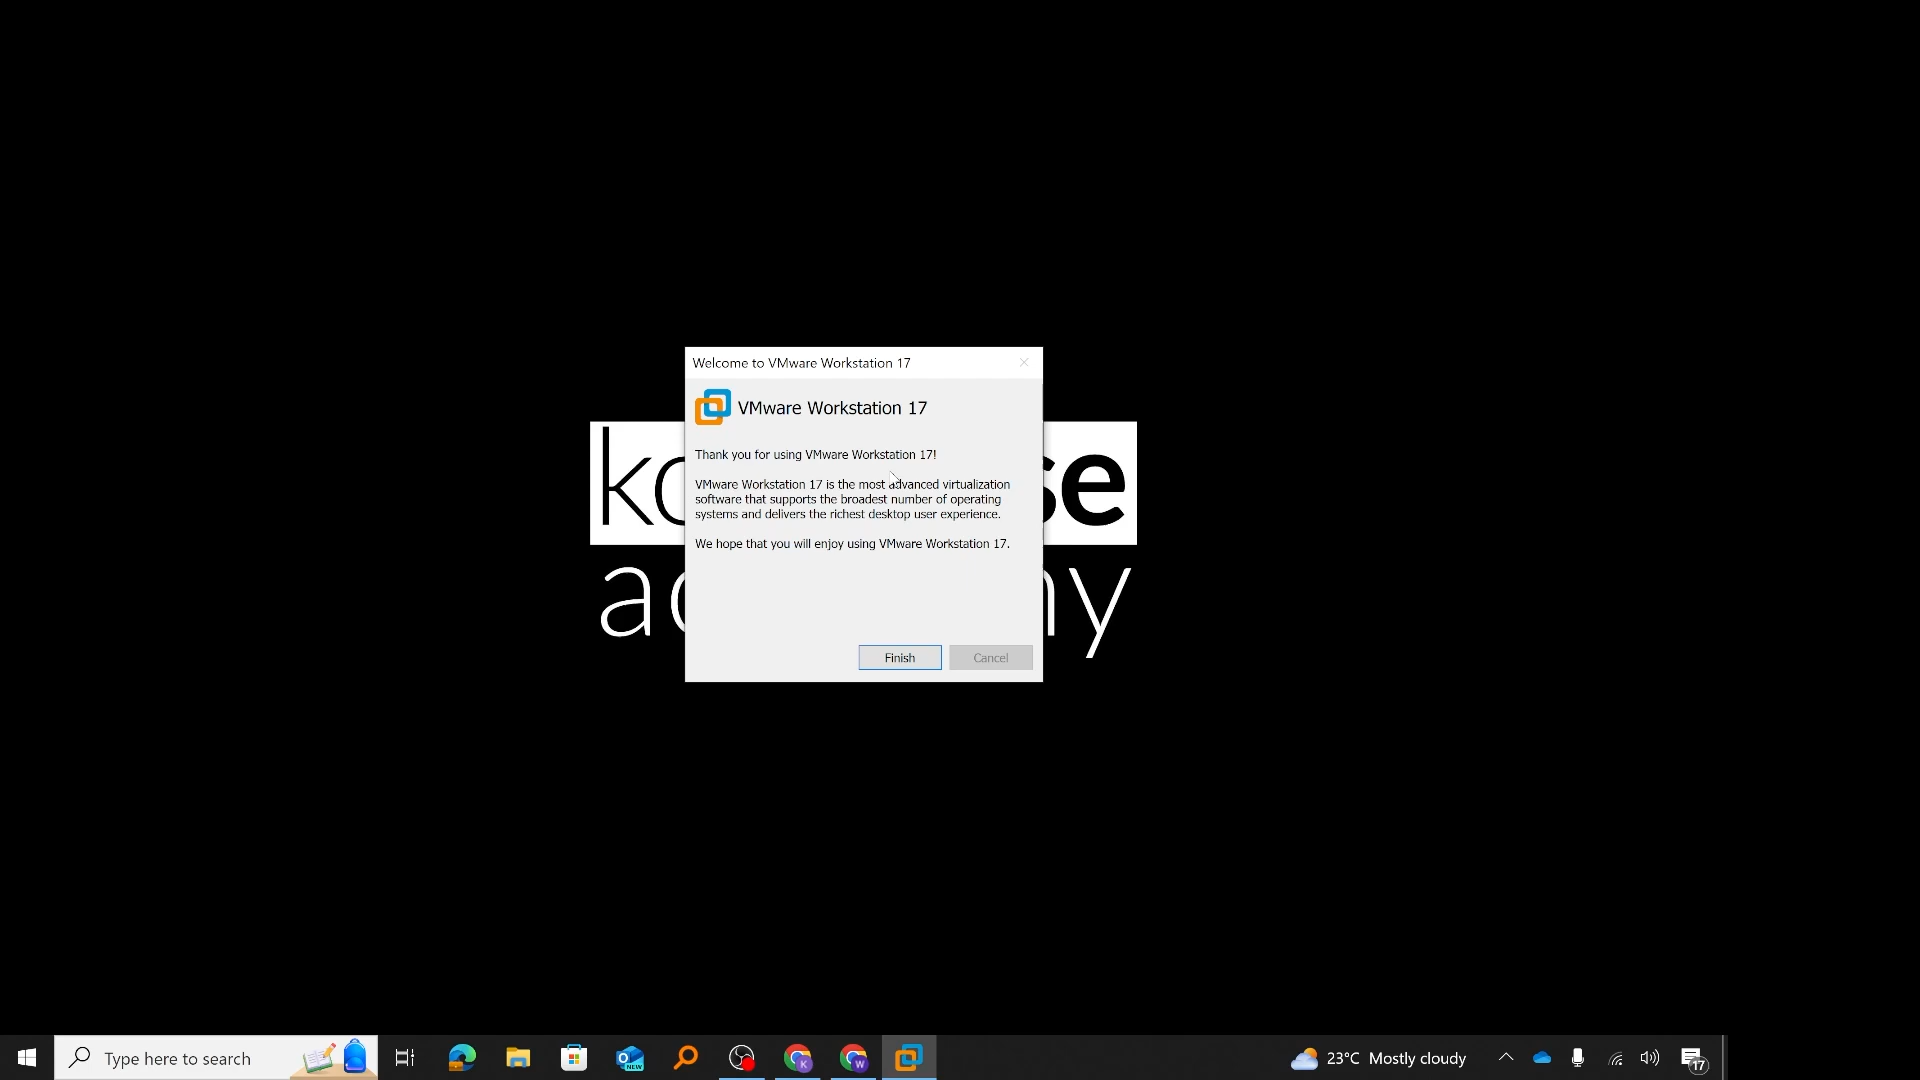 Welcome to VMware Workstation 17
VMware Workstation 17
Thank you for using VMware Workstation 17!
VMware Workstation 17 is the most advanced virtualization
software that supports the broadest number of operating
systems and delivers the richest desktop user experience.
We hope that you will enjoy using VMware Workstation 17.
Finish
Cancel
Type here to search
NEW
K
W
23°C Mostly cloudy
17